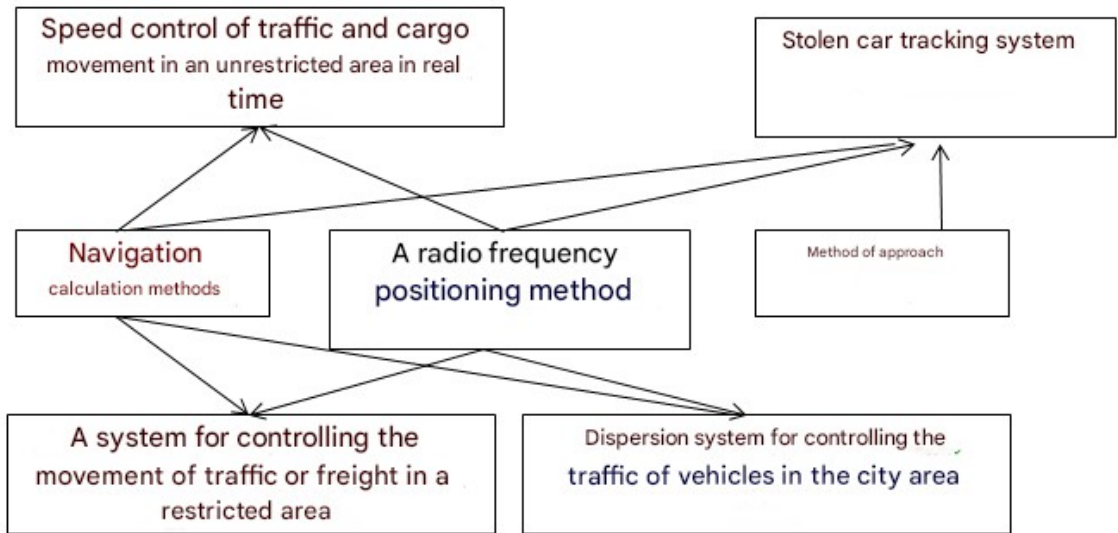 Speed control of traffic and cargo
movement in an unrestricted area in real
time
Stolen car tracking system
Navigation
calculation methods
A radio frequency
positioning method
Method of approach
A system for controlling the
movement of traffic or freight in a
restricted area
Dispersion system for controlling the
traffic of vehicles in the city area